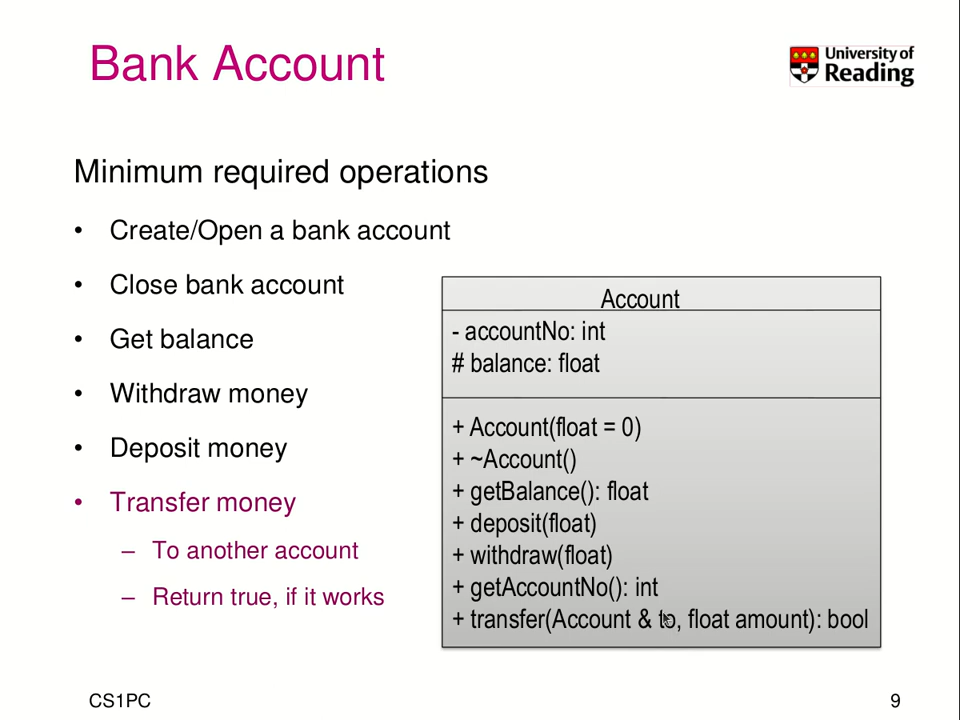 Bank Account
University of
Reading
Minimum required operations
• Create/Open a bank account
• Close bank account
• Get balance
• Withdraw money
• Deposit money
• Transfer money
– To another account
– Return true, if it works
Account
- accountNo: int
# balance: float
+ Account(float = 0)
+ ~Account()
+ getBalance(): float
+ deposit(float)
+ withdraw(float)
+ getAccountNo(): int
+ transfer(Account & to, float amount): bool
CS1PC
9